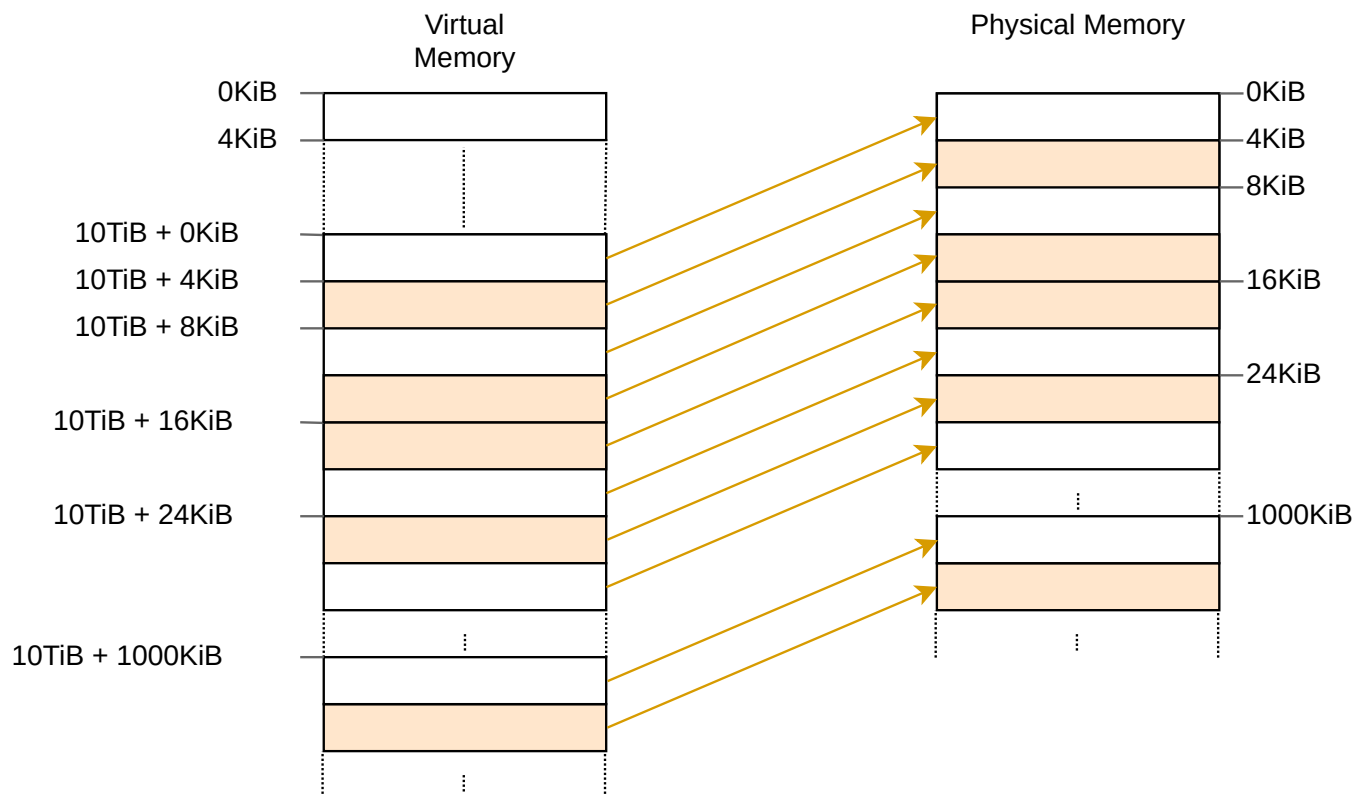 Virtual
Memory
Physical Memory
0KiB
4KiB
10TiB + 0KiB
10TiB + 4KiB
10TiB + 8KiB
10TiB + 16KiB
10TiB + 24KiB
10TiB + 1000KiB
0KiB
4KiB
8KiB
16KiB
24KiB
1000KiB